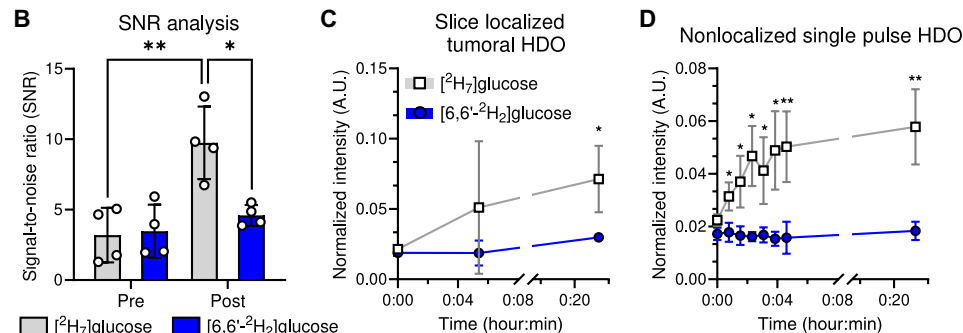 B
SNR analysis
**
*
Signal-to-noise ratio (SNR)
15
10
5
0
Pre
Post
[²H₇]glucose
[6,6'-²H₂]glucose
C
Slice localized
tumoral HDO
Normalized intensity (A.U.)
0.15
0.10
0.05
0.00
[²H₇]glucose
[6,6'-²H₂]glucose
*
0:00
0:04
0:08
0:20
Time (hour:min)
D
Nonlocalized single pulse HDO
Normalized intensity (A.U.)
0.08
0.06
0.04
0.02
0.00
*
*
*
*
*
**
**
0:00
0:04
0:08
0:20
Time (hour:min)